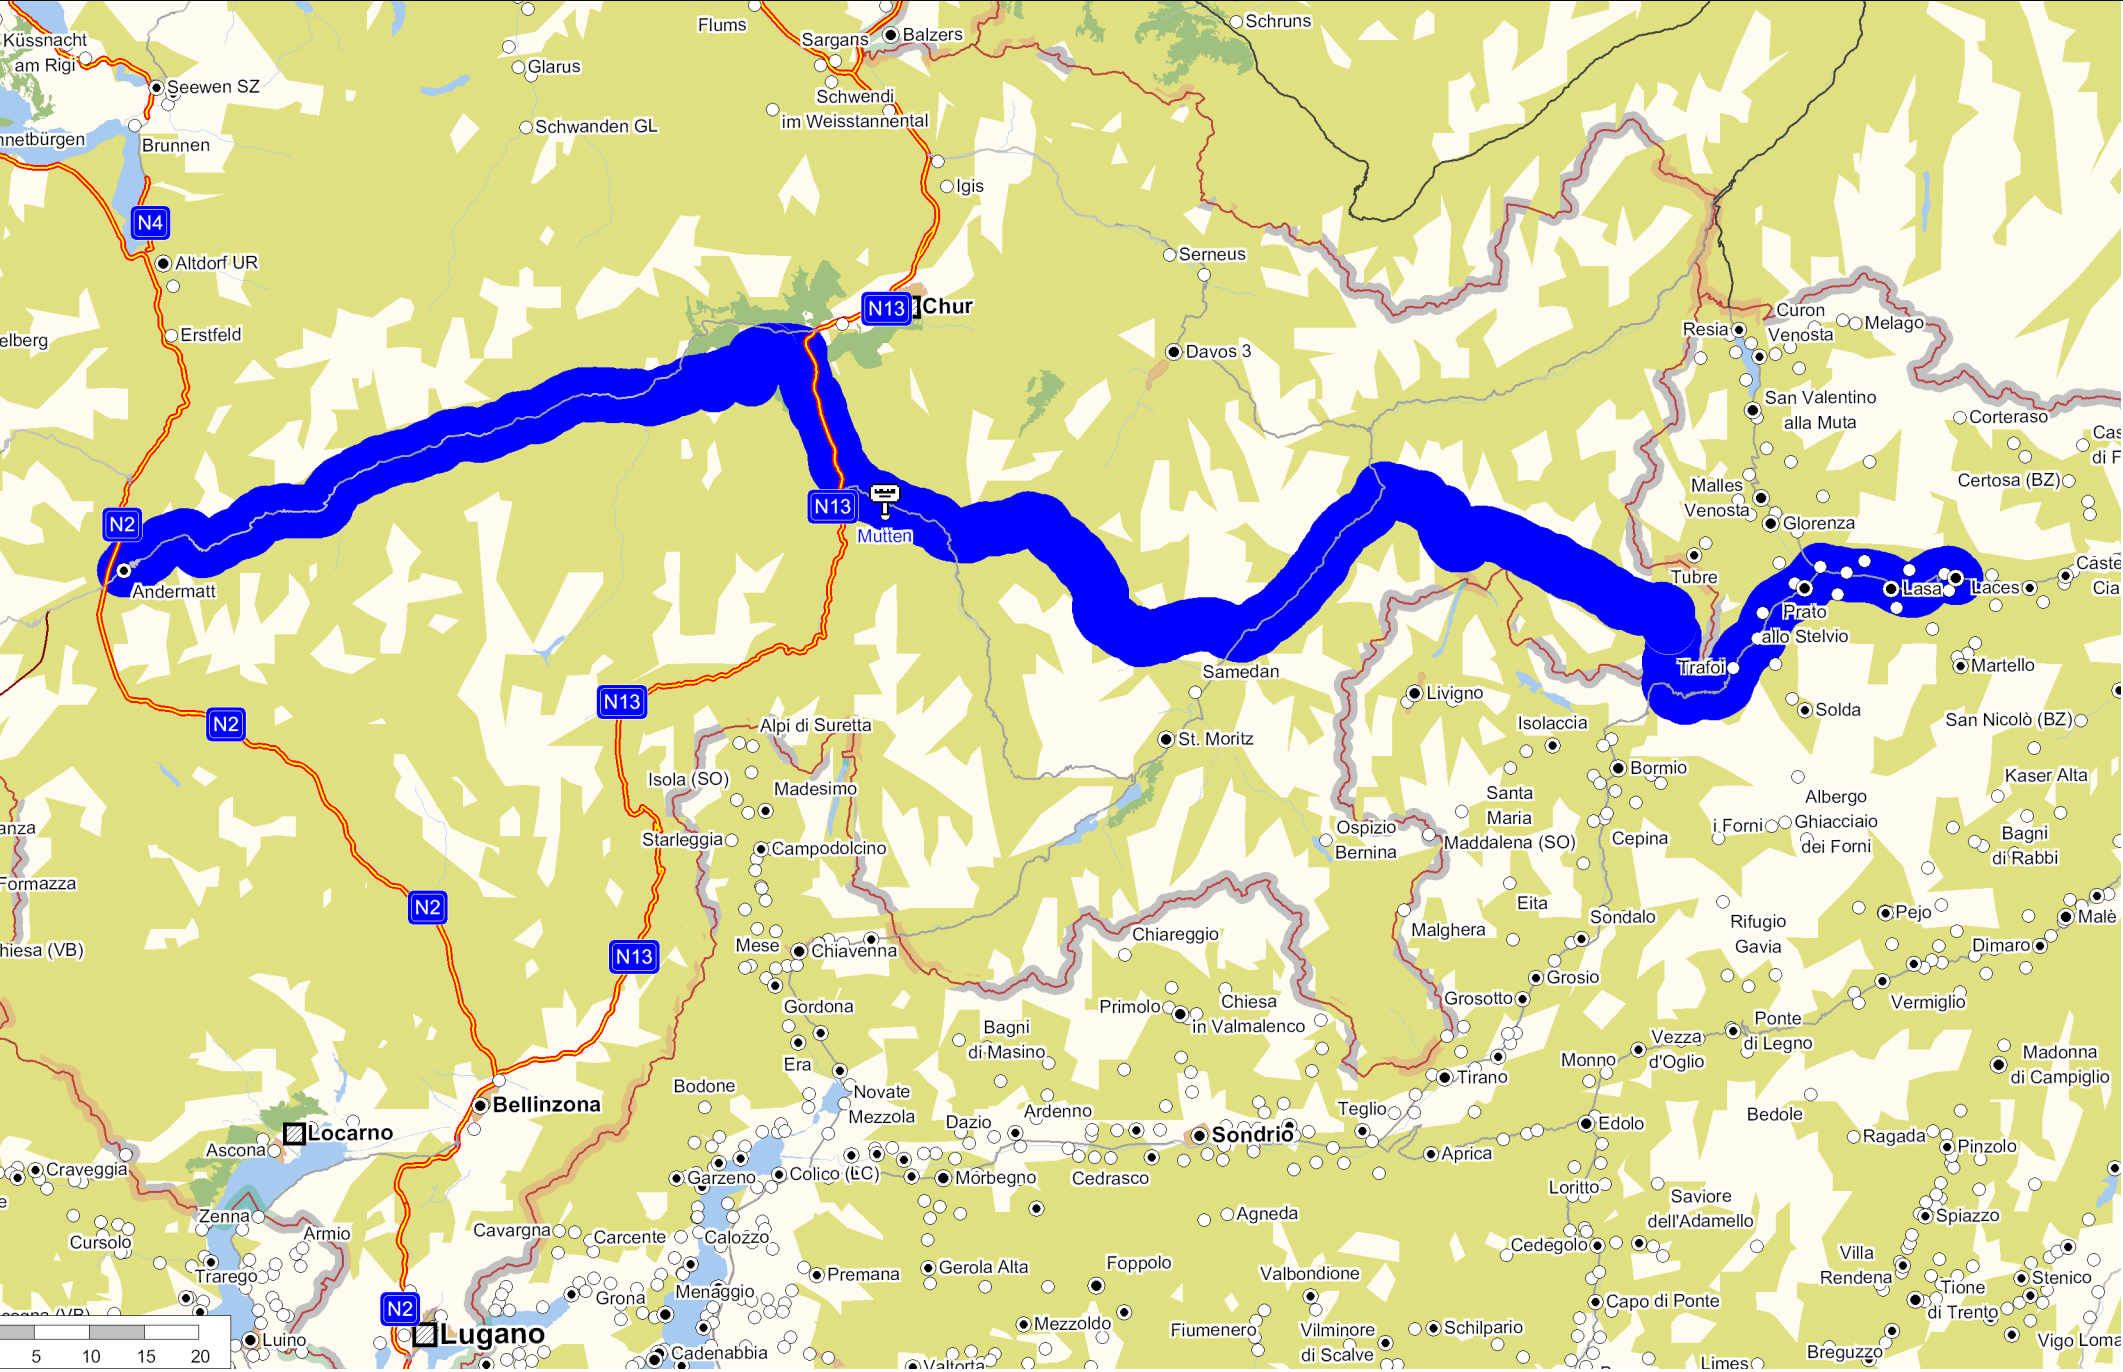 Flums
Sargans
Balzers
Schruns
Küssnacht
am Rigi
Glarus
Seewen SZ
Schwendi
im Weisstannental
Schwanden GL
Brunnen
Igis
N4
Altdorf UR
Serneus
N13
Chur
Erstfeld
Resia
Curon
Venosta
Melago
Davos 3
San Valentino
alla Muta
Corteraso
Certosa (BZ)
Malles
Venosta
N2
N13
Mutten
Glorenza
Andermatt
Tubre
Lasa
Laces
Prato
allo Stelvio
Trafoi
Martello
Samedan
N13
Livigno
Solda
N2
Alpi di Suretta
Isolaccia
San Nicolò (BZ)
St. Moritz
Isola (SO)
Madesimo
Bormio
Kaser Alta
Santa
Maria
Maddalena (SO)
Albergo
Ghiacciaio
dei Forni
i Forni
Ospizio
Bernina
Starleggia
Campodolcino
Cepina
Bagni
di Rabbi
Formazza
N2
Eita
Sondalo
Rifugio
Gavia
Pejo
Malè
Malghera
Chiareggio
Mese
Chiavenna
Dimaro
N13
Grosio
Grosotto
Gordona
Primolo
Chiesa
in Valmalenco
Vermiglio
Bagni
di Masino
Ponte
di Legno
Vezza
d'Oglio
Era
Monno
Madonna
di Campiglio
Bodone
Novate
Mezzola
Tirano
Bellinzona
Locarno
Dazio
Ardenno
Teglio
Bedole
Edolo
Sondrio
Ragada
Pinzolo
Ascona
Craveggia
Garzeno
Colico (LC)
Morbegno
Cedrasco
Aprica
Loritto
Saviore
dell'Adamello
Zenna
Armio
Cavargna
Carcente
Calozzo
Agneda
Spiazzo
Cursolo
Cedegolo
Trarego
Premana
Gerola Alta
Foppolo
Valbondione
Villa
Rendena
Stenico
Tione
di Trento
Grona
Menaggio
N2
Capo di Ponte
Lugano
Luino
Mezzoldo
Fiumenero
Vilminore
di Scalve
Schilpario
Cadenabbia
Valtorta
Breguzzo
Limes
5 10 15 20